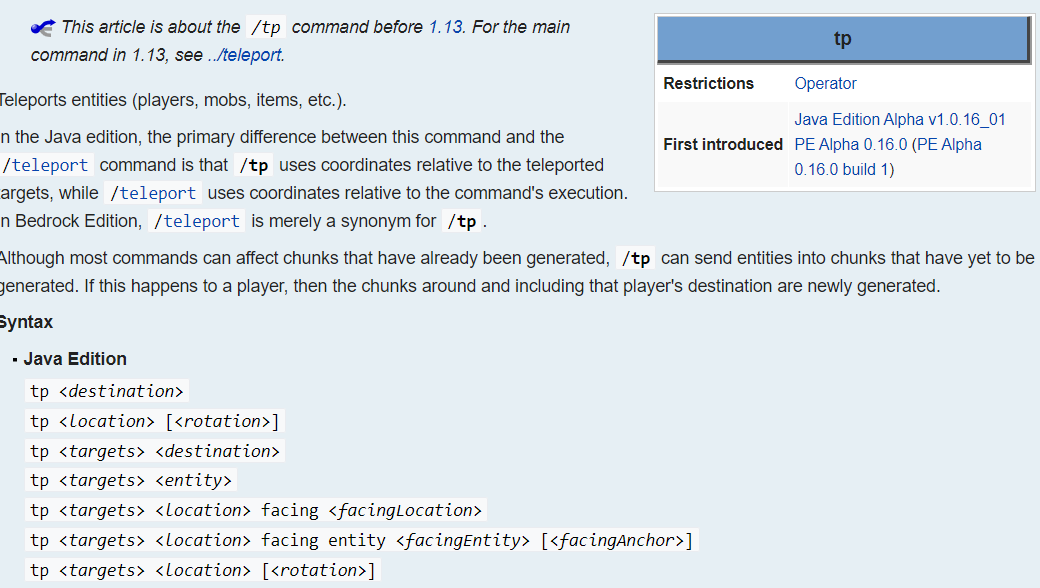 This article is about the /tp command before 1.13. For the main
command in 1.13, see ../teleport.
Teleports entities (players, mobs, items, etc.).
n the Java edition, the primary difference between this command and the
/teleport command is that /tp uses coordinates relative to the teleported
targets, while /teleport uses coordinates relative to the command's execution.
n Bedrock Edition, /teleport is merely a synonym for /tp.
Although most commands can affect chunks that have already been generated, /tp can send entities into chunks that have yet to be
generated. If this happens to a player, then the chunks around and including that player's destination are newly generated.
Syntax
▪ Java Edition
tp <destination>
tp <location> [<rotation>]
tp <targets> <destination>
tp <targets> <entity>
tp <targets> <location> facing <facingLocation>
tp <targets> <location> facing entity <facingEntity> [<facingAnchor>]
tp <targets> <location> [<rotation>]
tp
Restrictions Operator
First introduced Java Edition Alpha v1.0.16_01
PE Alpha 0.16.0 (PE Alpha
0.16.0 build 1)